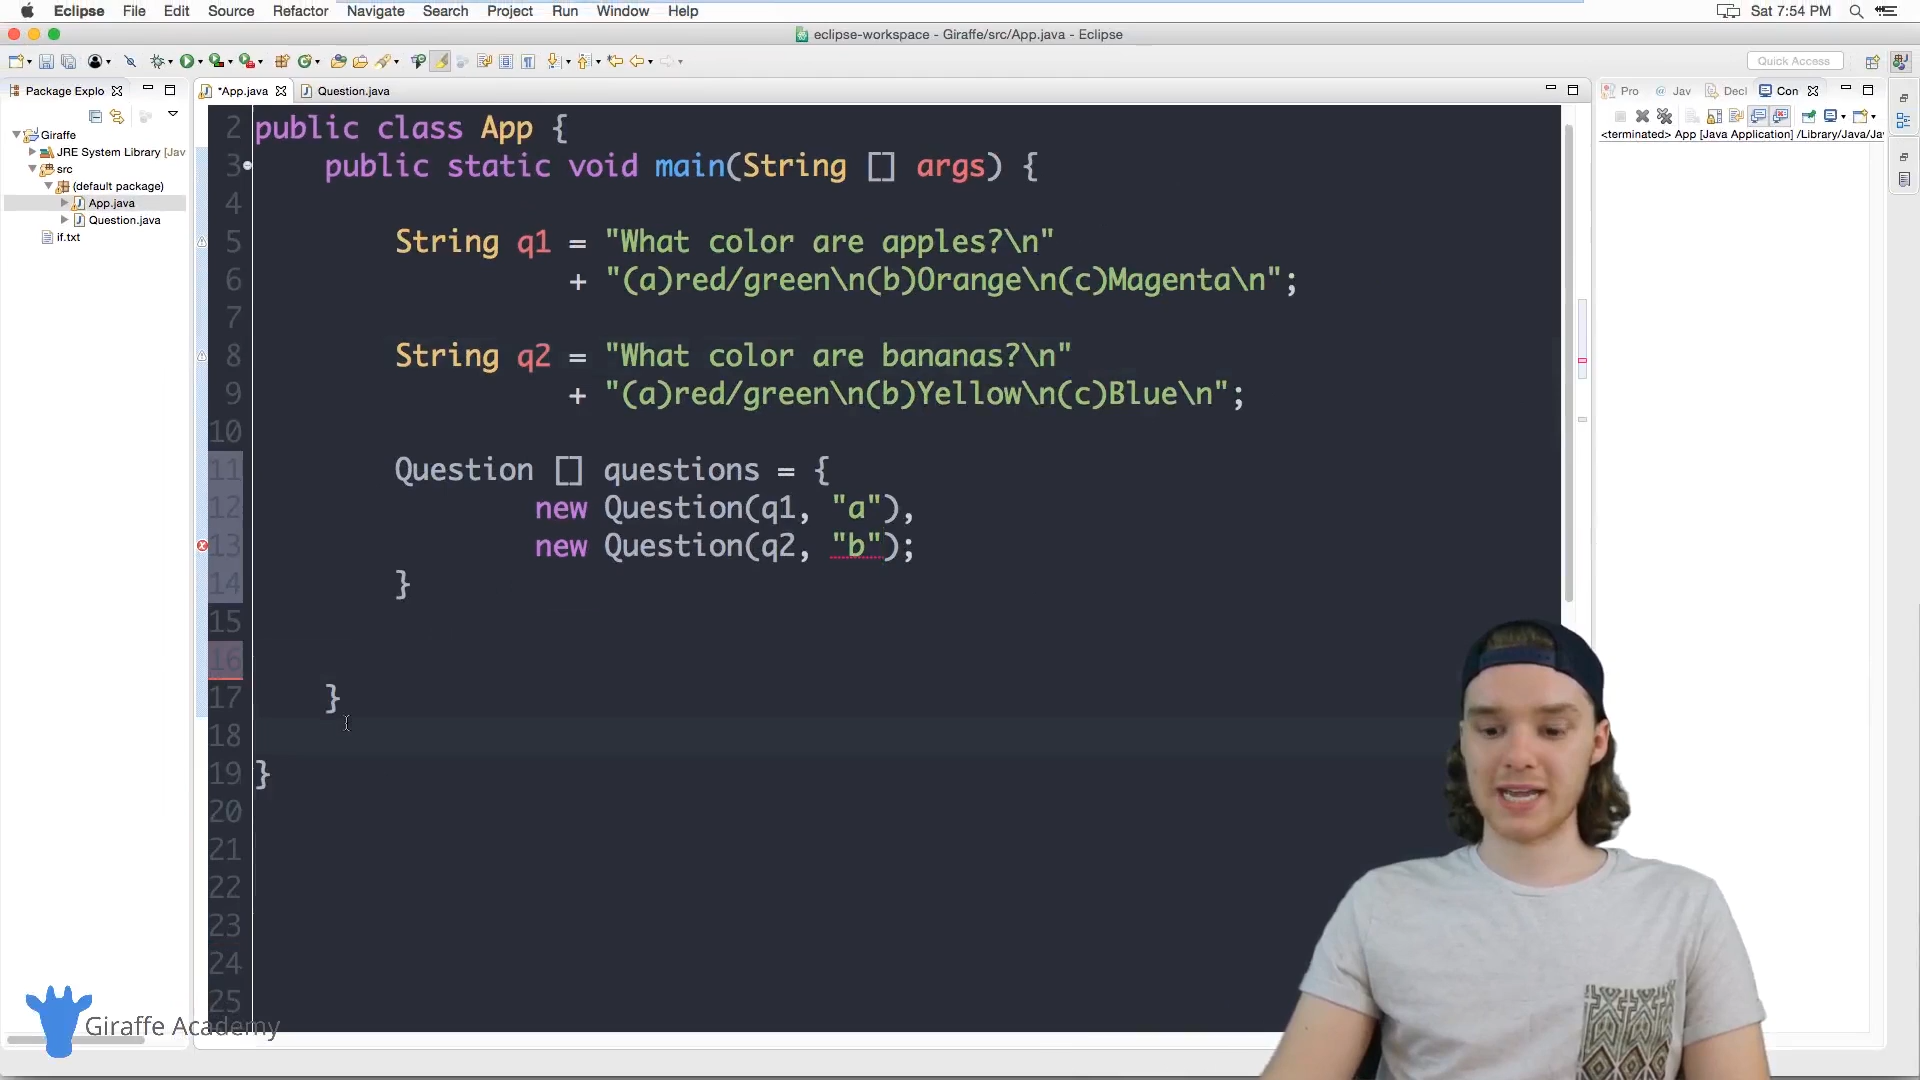 Eclipse File Edit Source Refactor Navigate Search Project Run Window Help Sat 7:54 PM
eclipse-workspace - Giraffe/src/App.java - Eclipse
Quick Access
Package Explo *App.java Question.java Pro Jav Decl Con
<terminated> App [Java Application] /Library/Java/Jav
Giraffe
JRE System Library [Jav
src
(default package)
App.java
Question.java
if.txt
2 public class App {
3 public static void main(String [] args) {
4
5 String q1 = "What color are apples?\n"
6 + "(a)red/green\n(b)Orange\n(c)Magenta\n";
7
8 String q2 = "What color are bananas?\n"
9 + "(a)red/green\n(b)Yellow\n(c)Blue\n";
10
11 Question [] questions = {
12 new Question(q1, "a"),
13 new Question(q2, "b");
14 }
15
16
17 }
18
19 }
20
21
22
23
24
25
Giraffe Academy